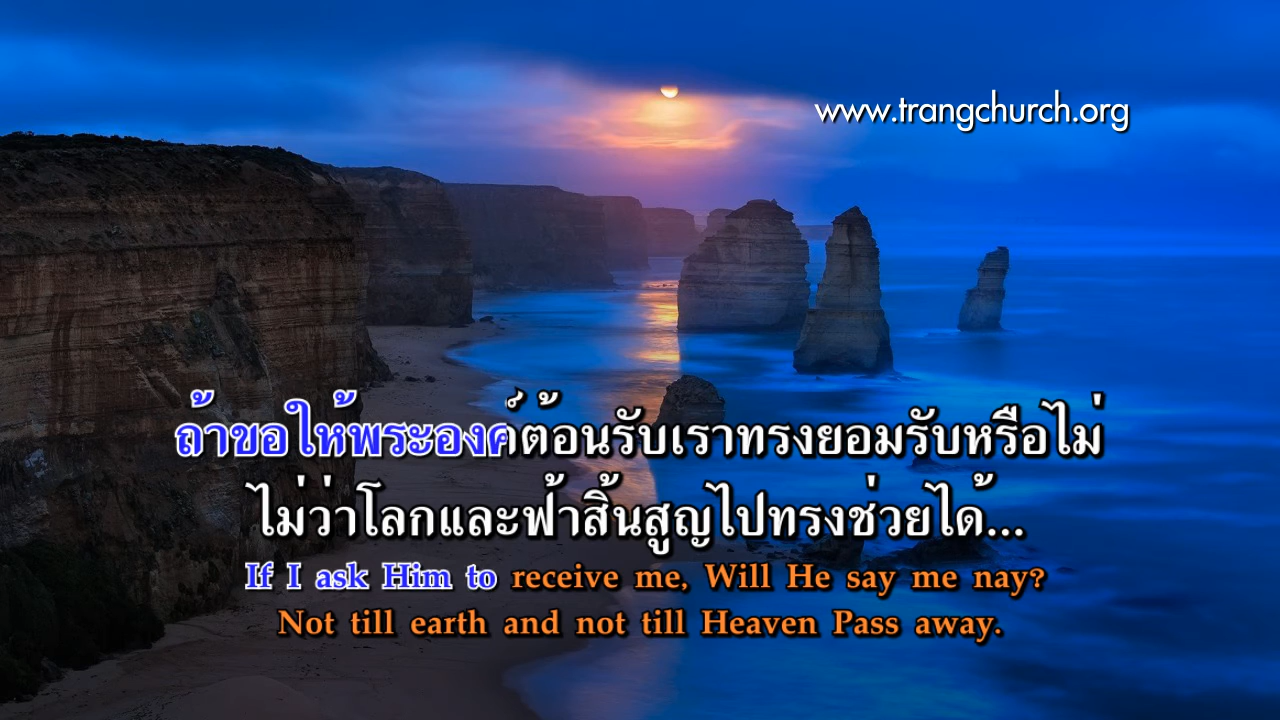 www.trangchurch.org
ถ้าขอให้พระองค์ต้อนรับเราทรงยอมรับหรือไม่
ไม่ว่าโลกและฟ้าสิ้นสูญไปทรงช่วยได้...
If I ask Him to receive me, Will He say me nay?
Not till earth and not till Heaven Pass away.